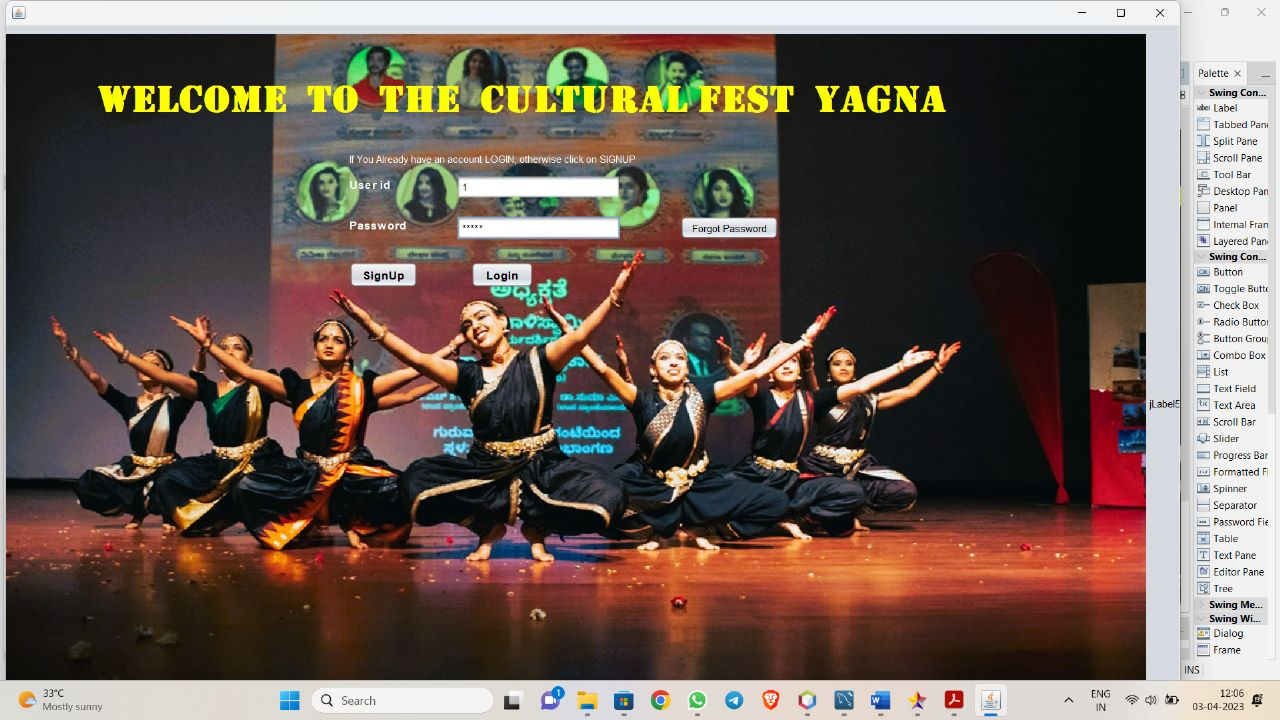 WELCOME TO THE CULTURAL FEST YAGNA
If You Already have an account LOGIN, otherwise click on SIGNUP
User id
1
Password
*****
Forgot Password
SignUp
Login
ಅಧ್ಯಕ್ಷತೆ
jLabel5
Palette
Swing Con...
Label
Tabbed Pane
Split Pane
Scroll Pane
Tool Bar
Desktop Pan
Panel
Internal Fran
Layered Pan
Swing Con...
Button
Toggle Butto
Check Box
Radio Button
Button Group
Combo Box
List
Text Field
Text Area
Scroll Bar
Slider
Progress Bar
Formatted Fi
Spinner
Separator
Password Fie
Table
Text Pane
Editor Pane
Tree
Swing Me...
Swing Wi...
Dialog
Frame
INS
33°C
Mostly sunny
Search
1
ENG
IN
12:06
03-04-2023